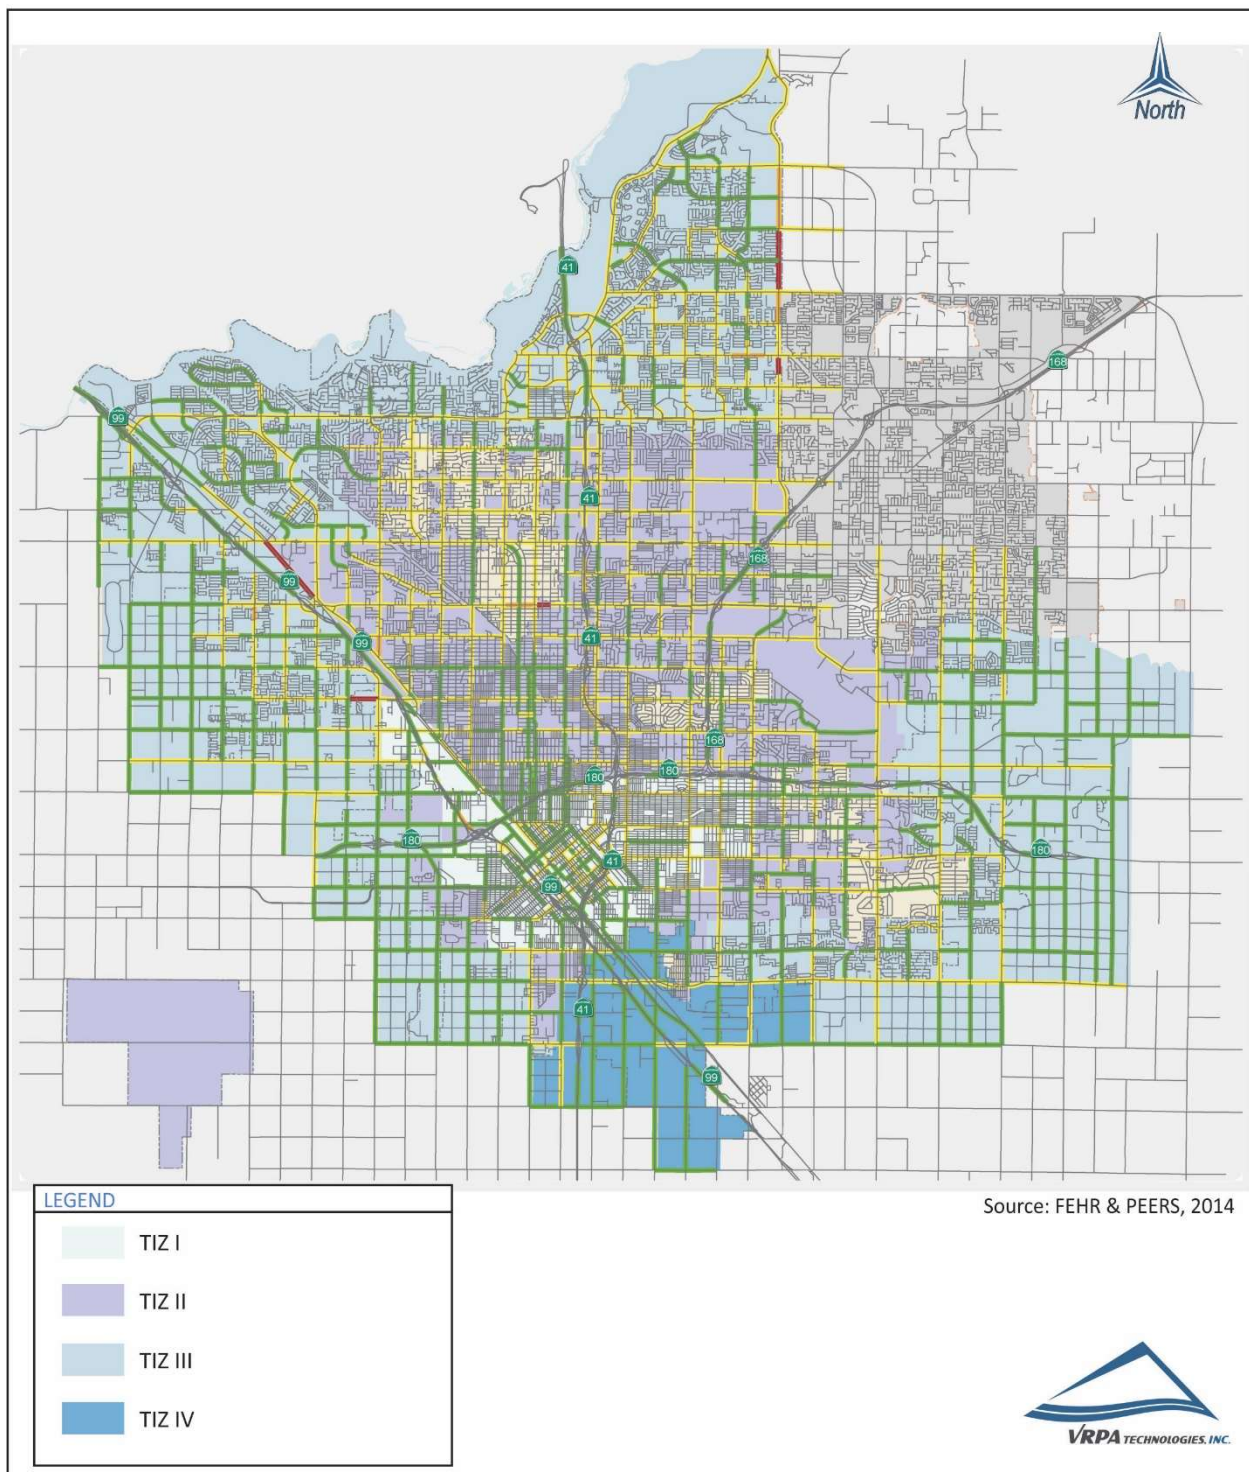 North
41
168
99
41
168
99
41
99
168
180
180
180
41
180
99
41
99
LEGEND
Source: FEHR & PEERS, 2014
TIZ I
TIZ II
TIZ III
TIZ IV
VRPA TECHNOLOGIES, INC.